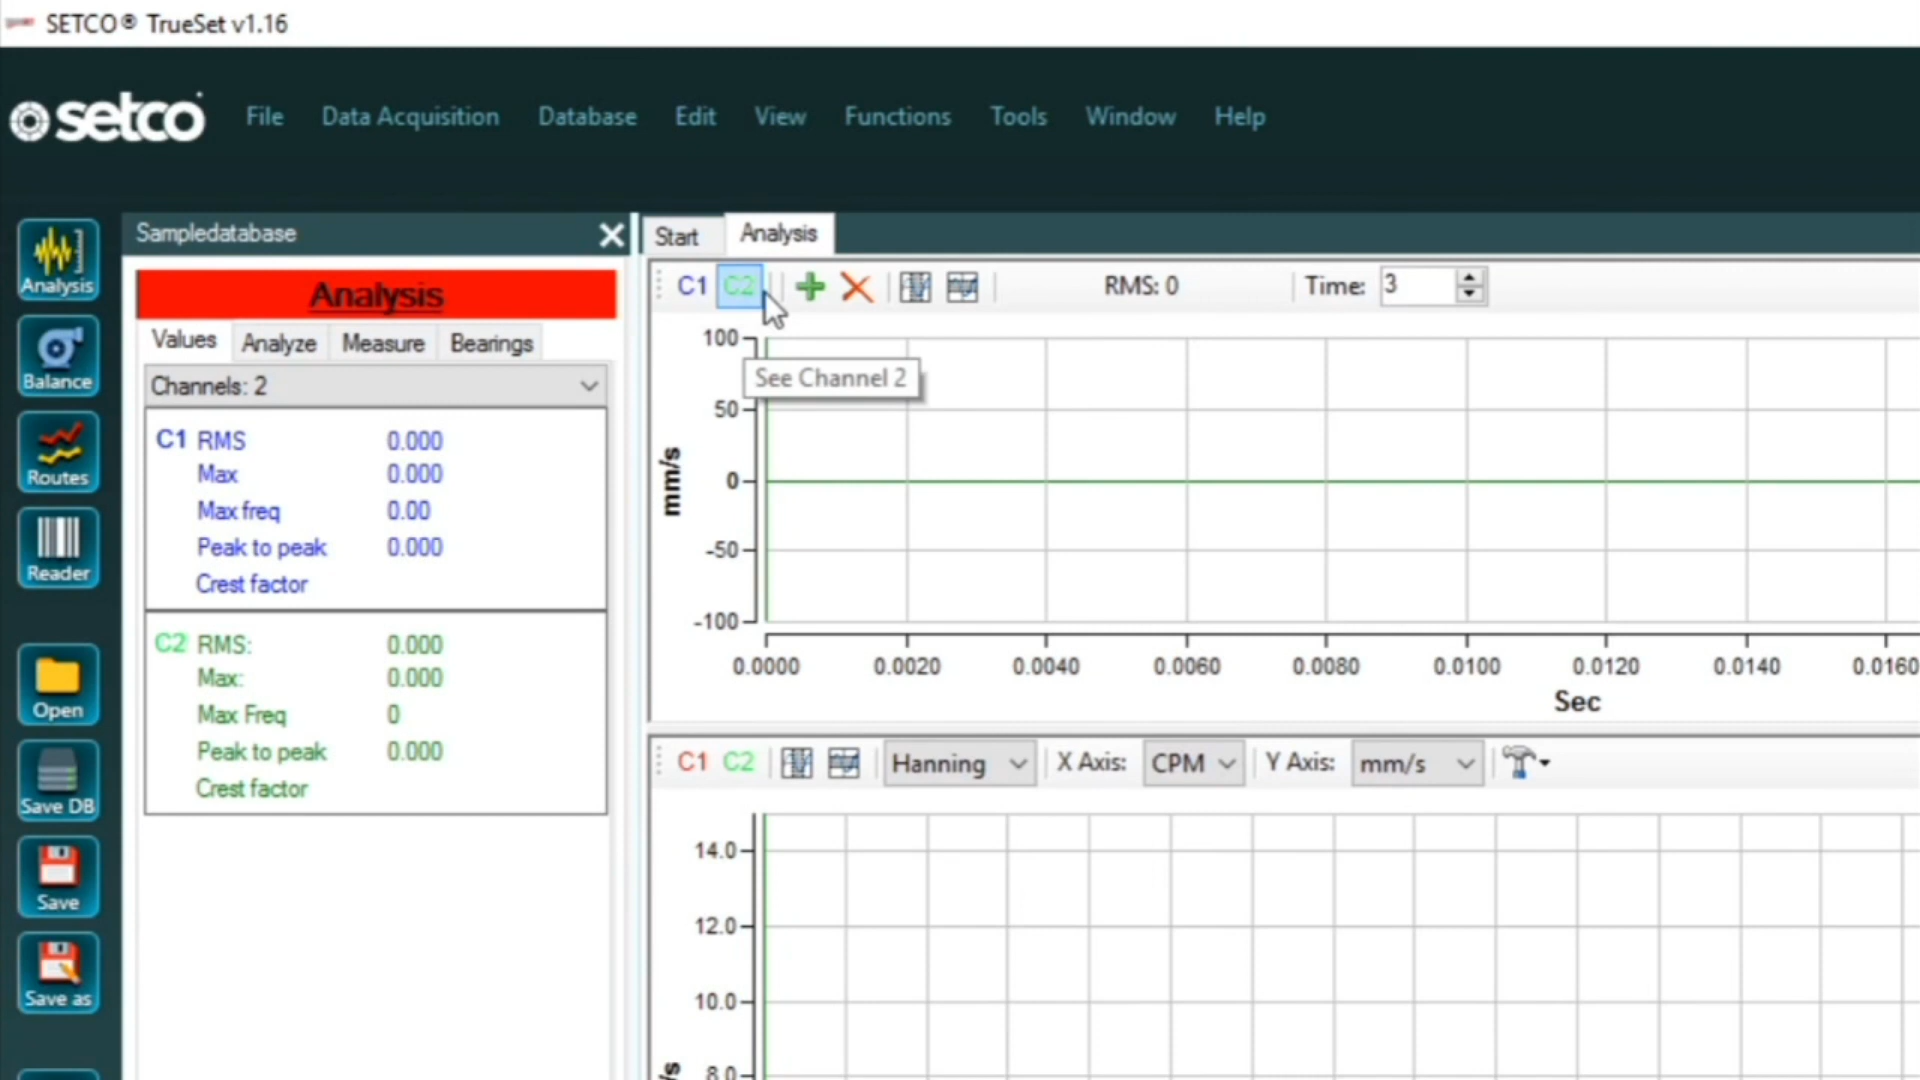 SETCO® TrueSet v1.16
setco File Data Acquisition Database Edit View Functions Tools Window Help
Sampledatabase
Start Analysis
Analysis
Balance
Routes
Reader
Open
Save DB
Save
Save as
Analysis
Values Analyze Measure Bearings
Channels: 2
C1 RMS 0.000
Max 0.000
Max freq 0.00
Peak to peak 0.000
Crest factor
C2 RMS: 0.000
Max: 0.000
Max Freq 0
Peak to peak 0.000
Crest factor
C1 C2 RMS: 0 Time: 3
See Channel 2
100
50
0
-50
-100
mm/s
0.0000 0.0020 0.0040 0.0060 0.0080 0.0100 0.0120 0.0140 0.0160
Sec
C1 C2 Hanning X Axis: CPM Y Axis: mm/s
14.0
12.0
10.0
8.0
/s